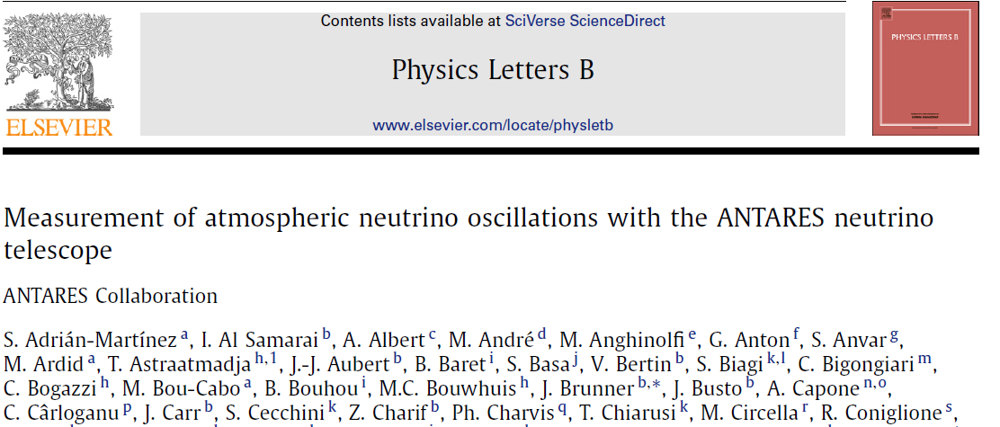 Contents lists available at SciVerse ScienceDirect
Physics Letters B
www.elsevier.com/locate/physletb
ELSEVIER
PHYSICS LETTERS B
Measurement of atmospheric neutrino oscillations with the ANTARES neutrino
telescope
ANTARES Collaboration
S. Adrián-Martínez a, I. Al Samarai b, A. Albert c, M. André d, M. Anghinolfi e, G. Anton f, S. Anvar g,
M. Ardid a, T. Astraatmadja h,1, J.-J. Aubert b, B. Baret i, S. Basa j, V. Bertin b, S. Biagi k,l, C. Bigongiari m,
C. Bogazzi h, M. Bou-Cabo a, B. Bouhou i, M.C. Bouwhuis h, J. Brunner b,*, J. Busto b, A. Capone n,o,
C. Cârloganu p, J. Carr b, S. Cecchini k, Z. Charif b, Ph. Charvis q, T. Chiarusi k, M. Circella r, R. Coniglione s,